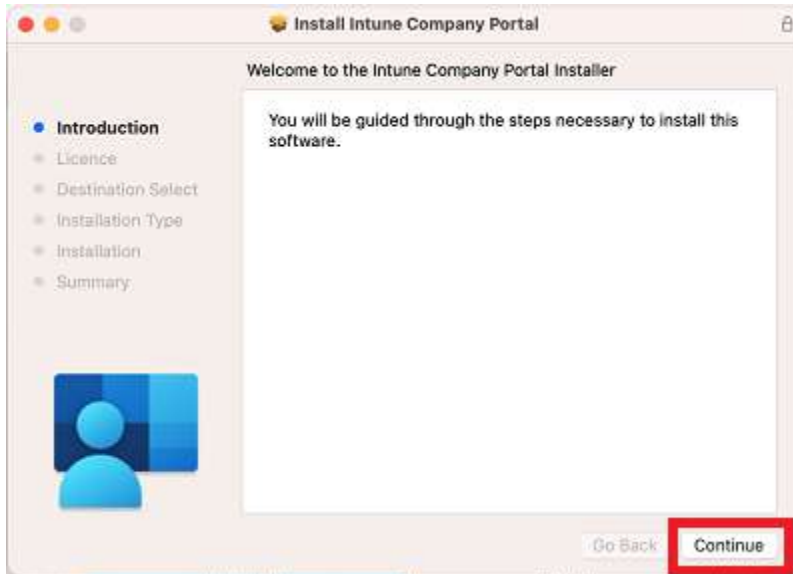 Install Intune Company Portal
Welcome to the Intune Company Portal Installer
Introduction
Licence
Destination Select
Installation Type
Installation
Summary
You will be guided through the steps necessary to install this
software.
Go Back
Continue